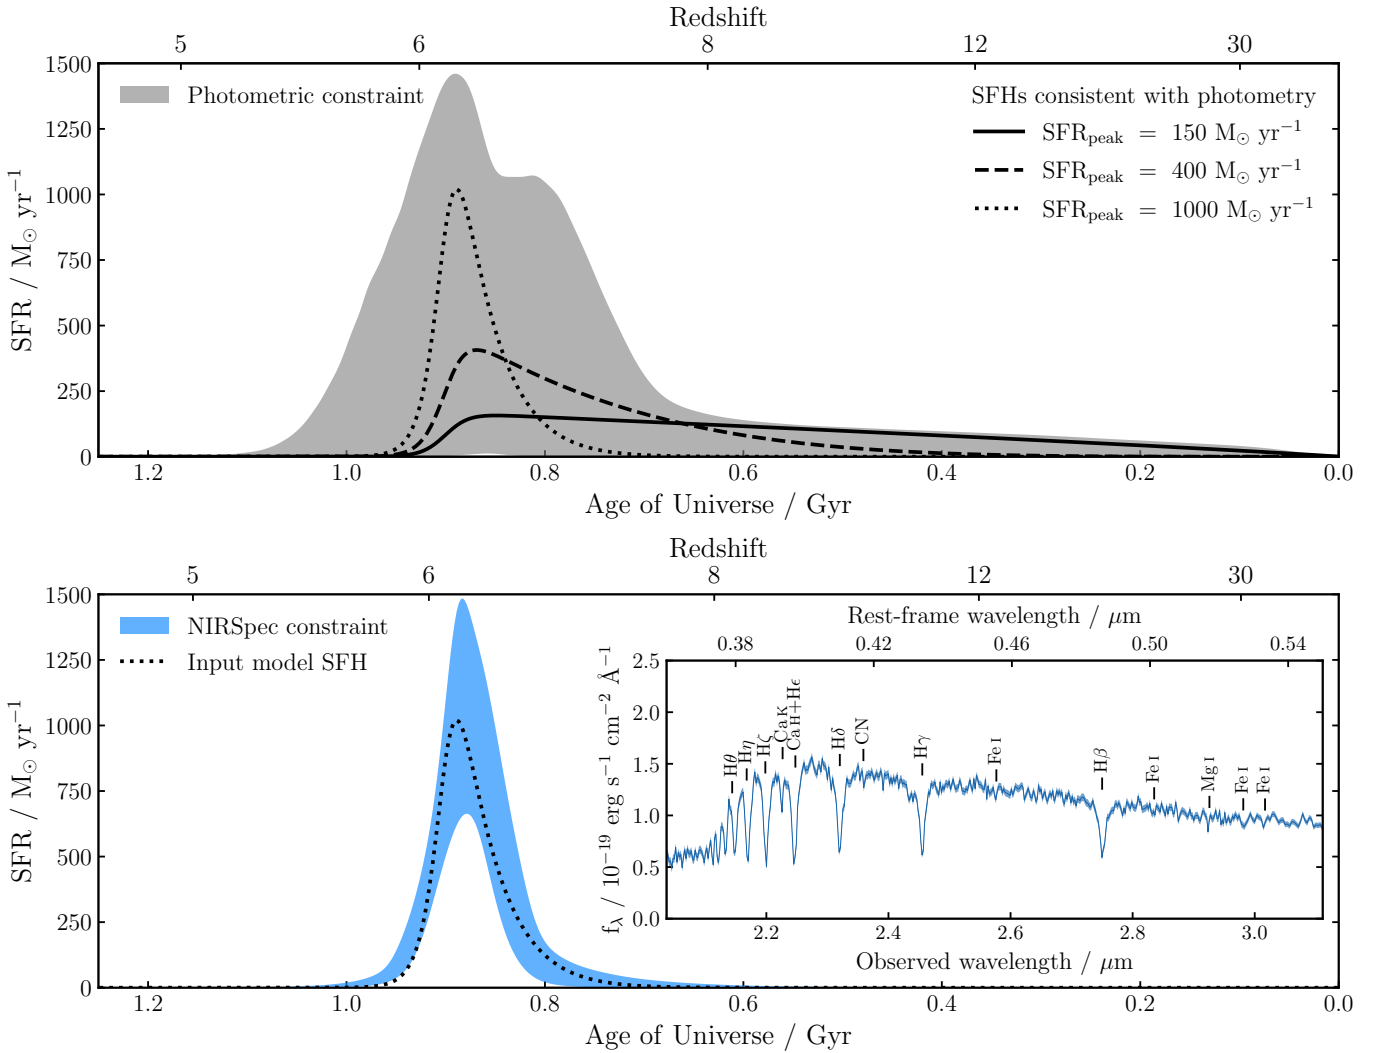 Redshift
5 6 8 12 30
1500
1250
1000
750
500
250
0
SFR / M⊙ yr−1
Photometric constraint
SFHs consistent with photometry
SFRpeak = 150 M⊙ yr−1
SFRpeak = 400 M⊙ yr−1
SFRpeak = 1000 M⊙ yr−1
1.2 1.0 0.8 0.6 0.4 0.2 0.0
Age of Universe / Gyr
Redshift
5 6 8 12 30
1500
1250
1000
750
500
250
0
SFR / M⊙ yr−1
NIRSpec constraint
Input model SFH
Rest-frame wavelength / μm
0.38 0.42 0.46 0.50 0.54
2.5
2.0
1.5
1.0
0.5
0.0
fλ / 10−19 erg s−1 cm−2 Å−1
Hθ
Hη
Hζ
Ca K
Ca H+Hϵ
Hδ
CN
Hγ
Fe I
Hβ
Fe I
Mg I
Fe I
Fe I
2.2 2.4 2.6 2.8 3.0
Observed wavelength / μm
1.2 1.0 0.8 0.6 0.4 0.2 0.0
Age of Universe / Gyr